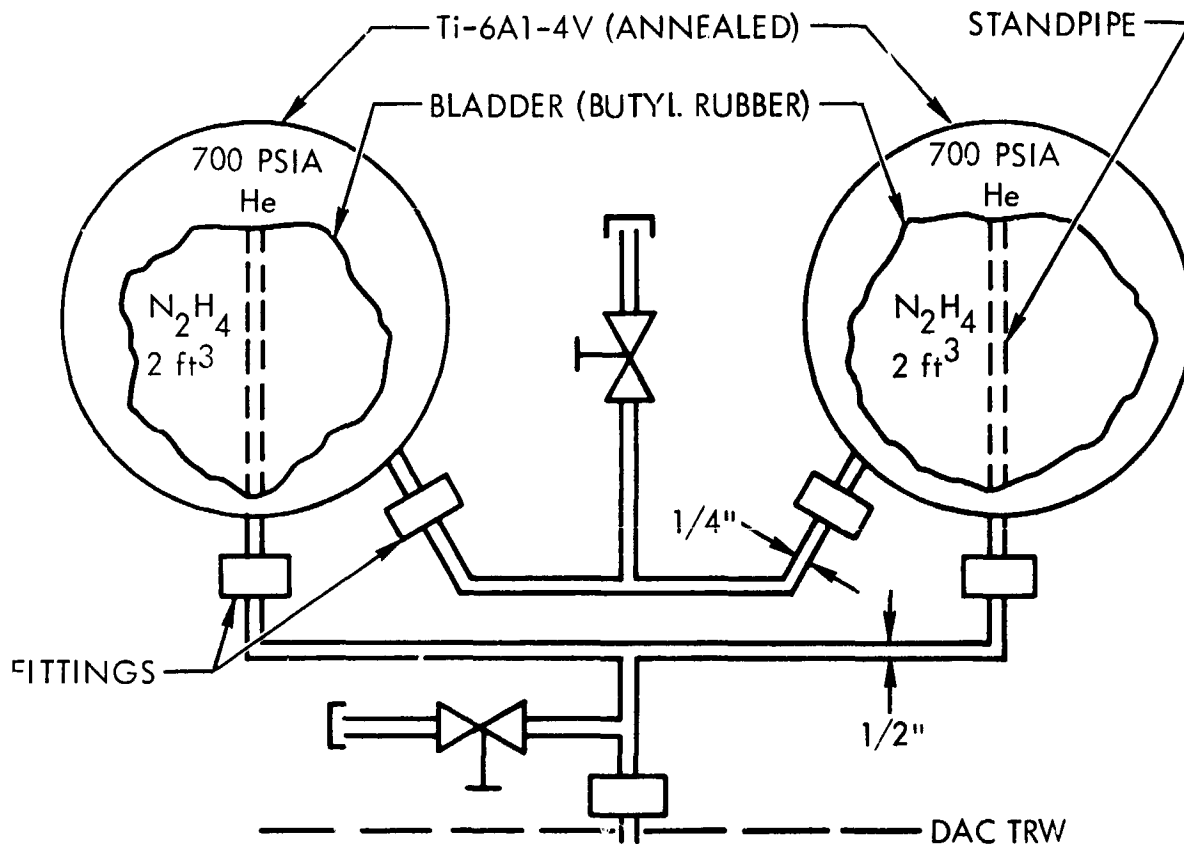 Ti-6A1-4V (ANNEALED)
STANDPIPE
BLADDER (BUTYL. RUBBER)
700 PSIA
He
N2H4
2 ft3
700 PSIA
He
N2H4
2 ft3
1/4"
FITTINGS
1/2"
DAC TRW